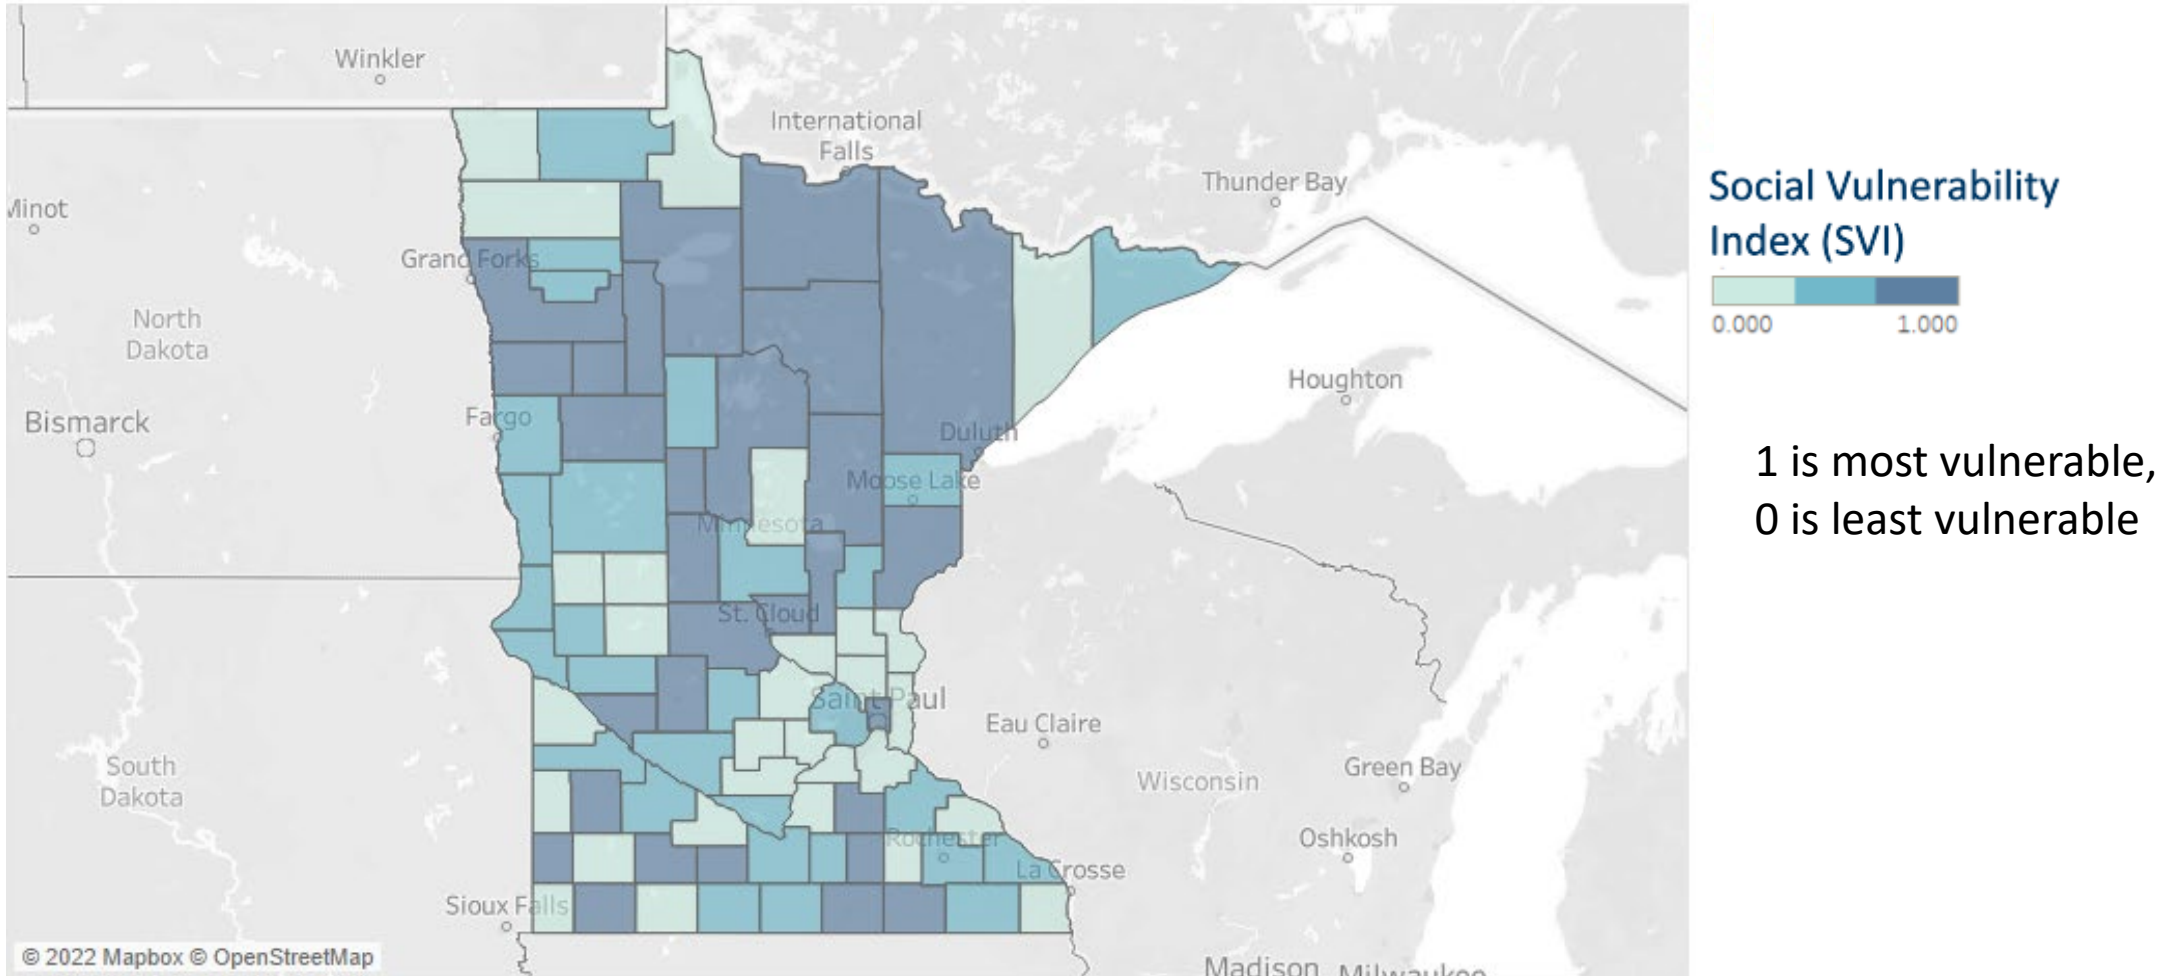 Winkler
International
Falls
Thunder Bay
Minot
Grand Forks
North
Dakota
Houghton
Bismarck
Fargo
Duluth
Moose Lake
Minnesota
St. Cloud
Saint Paul
Eau Claire
Green Bay
South
Dakota
Wisconsin
Rochester
Oshkosh
La Crosse
Sioux Falls
© 2022 Mapbox © OpenStreetMap
Madison
Milwaukee
Social Vulnerability
Index (SVI)
0.000 1.000
1 is most vulnerable,
0 is least vulnerable